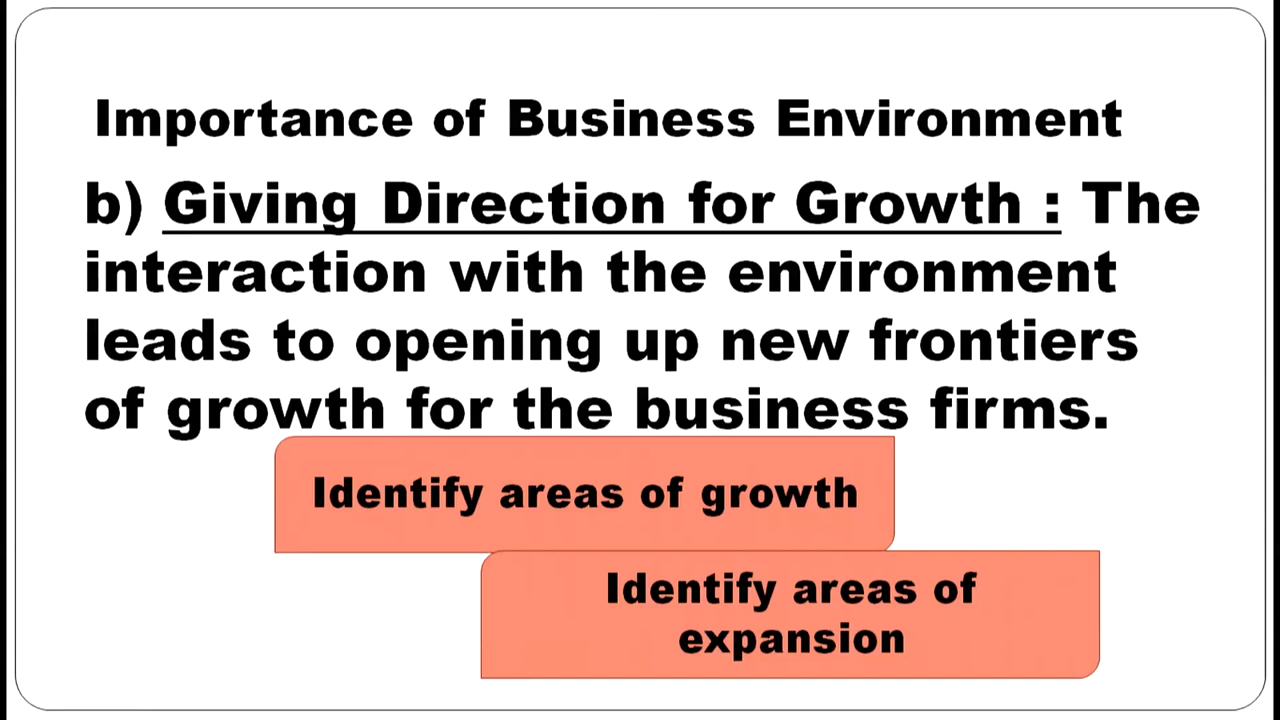 Importance of Business Environment
b) Giving Direction for Growth : The
interaction with the environment
leads to opening up new frontiers
of growth for the business firms.
Identify areas of growth
Identify areas of
expansion